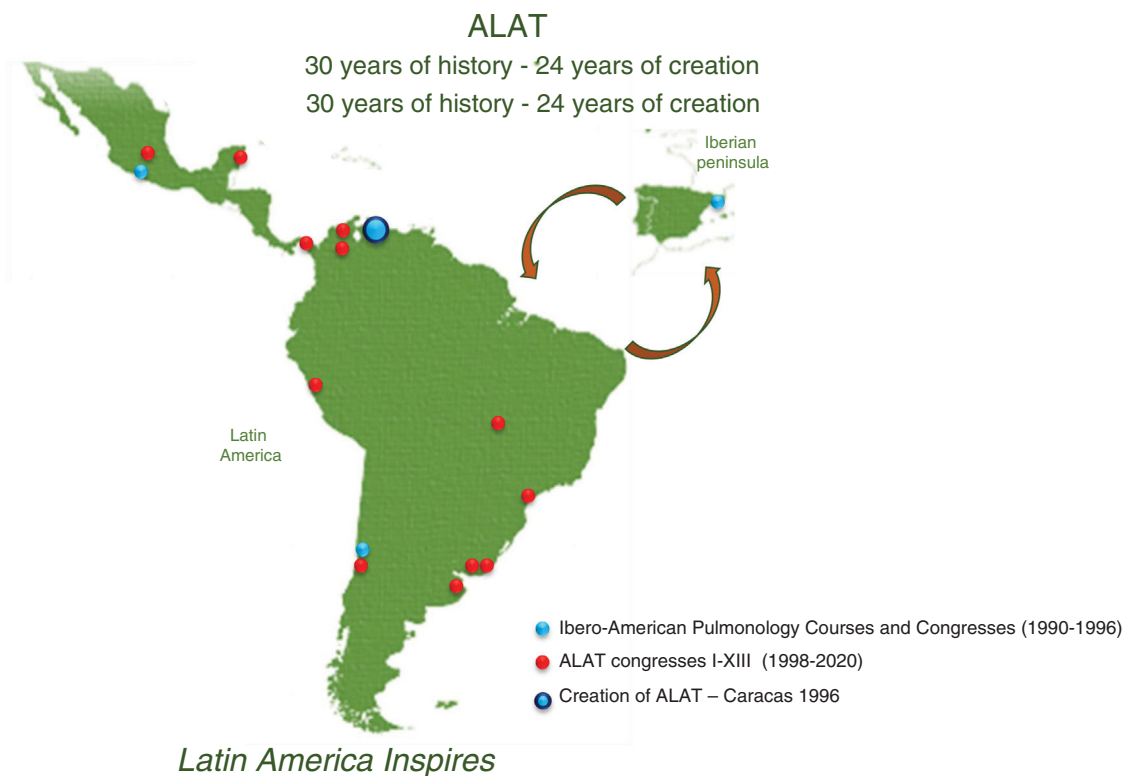 ALAT
30 years of history - 24 years of creation
30 years of history - 24 years of creation
Iberian
peninsula
Latin
America
Ibero-American Pulmonology Courses and Congresses (1990-1996)
ALAT congresses I-XIII (1998-2020)
Creation of ALAT – Caracas 1996
Latin America Inspires